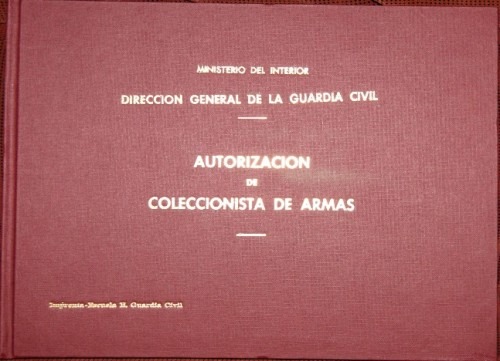 MINISTERIO DEL INTERIOR
DIRECCION GENERAL DE LA GUARDIA CIVIL
AUTORIZACION
DE
COLECCIONISTA DE ARMAS
Imprenta-Escuela H. Guardia Civil